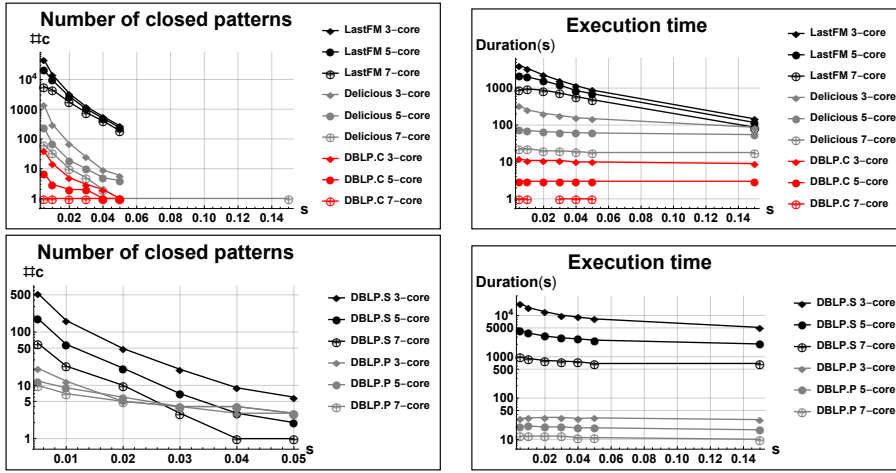 Number of closed patterns
⌗c
10⁴
1000
100
10
1
0.02 0.04 0.06 0.08 0.10 0.12 0.14
s
LastFM 3-core
LastFM 5-core
LastFM 7-core
Delicious 3-core
Delicious 5-core
Delicious 7-core
DBLP.C 3-core
DBLP.C 5-core
DBLP.C 7-core
Execution time
Duration(s)
1000
100
10
1
0.02 0.04 0.06 0.08 0.10 0.12 0.14
s
LastFM 3-core
LastFM 5-core
LastFM 7-core
Delicious 3-core
Delicious 5-core
Delicious 7-core
DBLP.C 3-core
DBLP.C 5-core
DBLP.C 7-core
Number of closed patterns
⌗c
500
100
50
10
5
1
0.01 0.02 0.03 0.04 0.05
s
DBLP.S 3-core
DBLP.S 5-core
DBLP.S 7-core
DBLP.P 3-core
DBLP.P 5-core
DBLP.P 7-core
Execution time
Duration(s)
10⁴
5000
1000
500
100
50
10
0.02 0.04 0.06 0.08 0.10 0.12 0.14
s
DBLP.S 3-core
DBLP.S 5-core
DBLP.S 7-core
DBLP.P 3-core
DBLP.P 5-core
DBLP.P 7-core